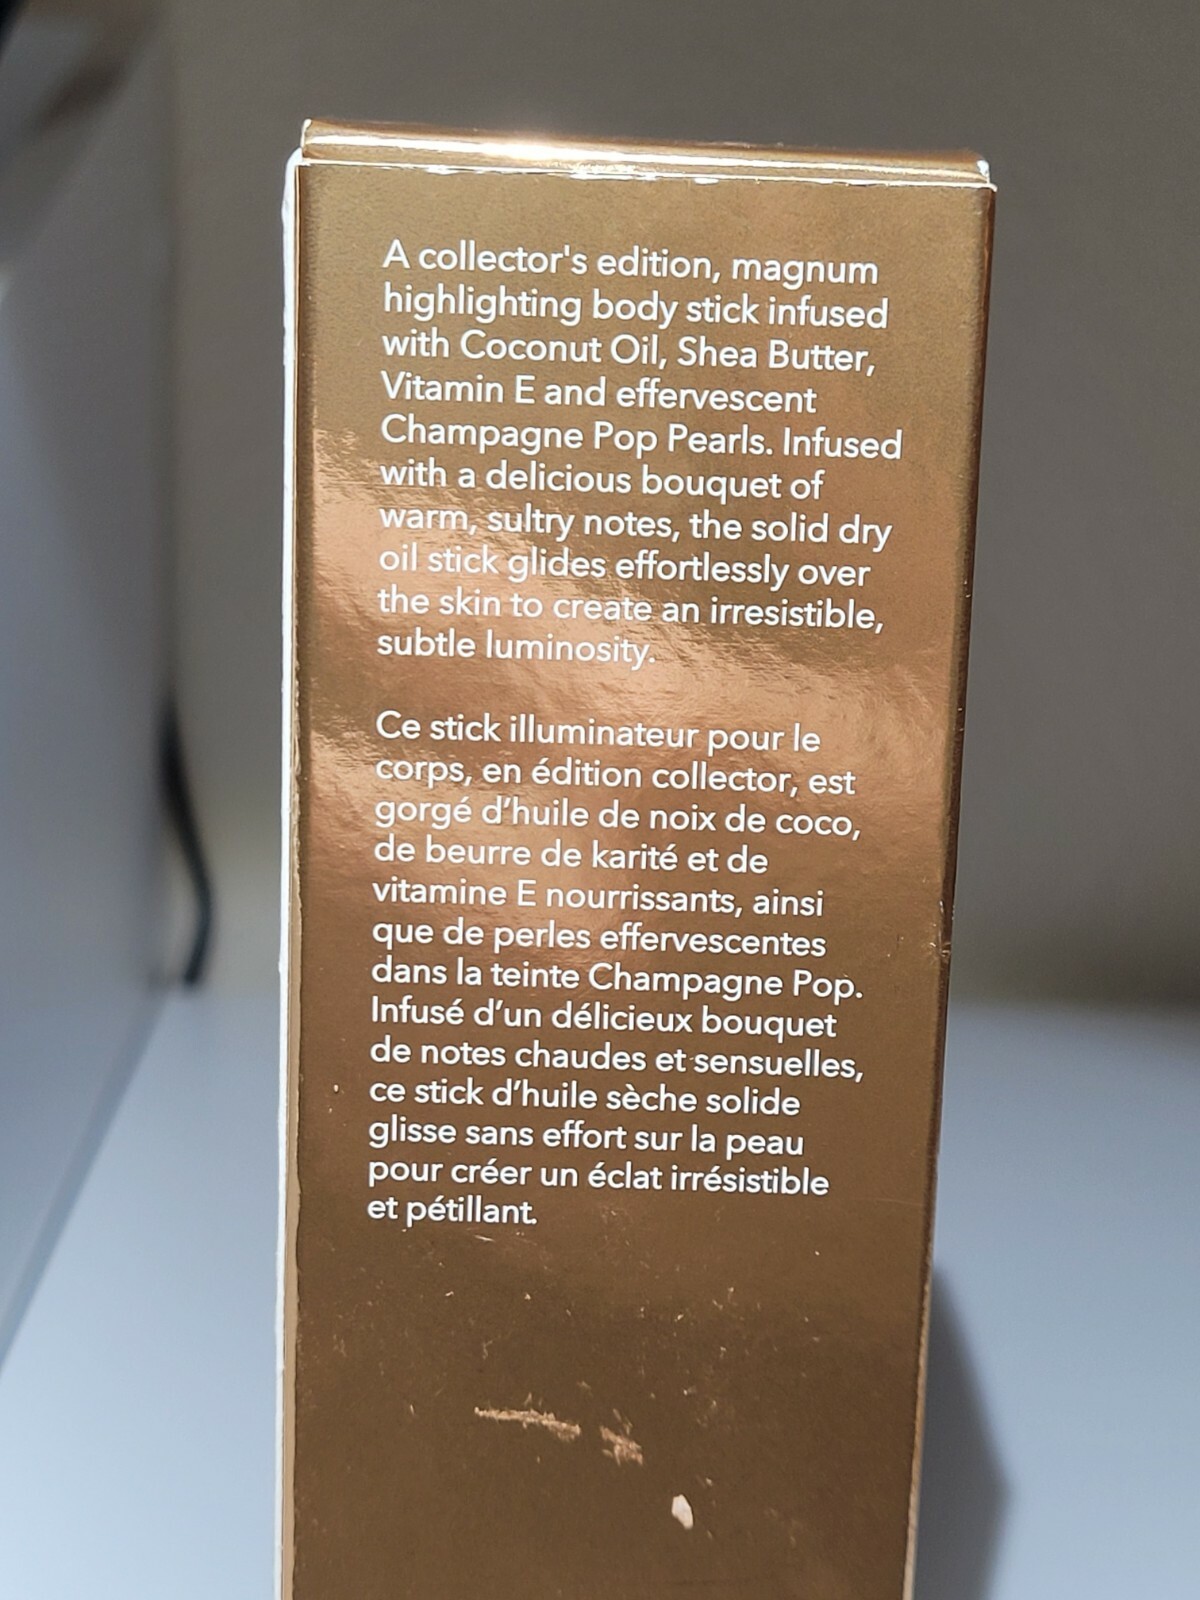 A collector's edition, magnum
highlighting body stick infused
with Coconut Oil, Shea Butter,
Vitamin E and effervescent
Champagne Pop Pearls. Infused
with a delicious bouquet of
warm, sultry notes, the solid dry
oil stick glides effortlessly over
the skin to create an irresistible,
subtle luminosity.
Ce stick illuminateur pour le
corps, en édition collector, est
gorgé d’huile de noix de coco,
de beurre de karité et de
vitamine E nourrissants, ainsi
que de perles effervescentes
dans la teinte Champagne Pop.
Infusé d’un délicieux bouquet
de notes chaudes et sensuelles,
ce stick d’huile sèche solide
glisse sans effort sur la peau
pour créer un éclat irrésistible
et pétillant.